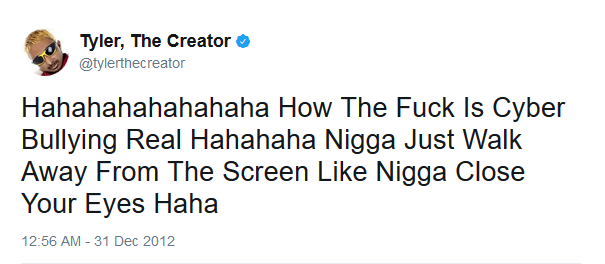 Tyler, The Creator
@tylerthecreator
Hahahahahahahaha How The Fuck Is Cyber
Bullying Real Hahahaha Nigga Just Walk
Away From The Screen Like Nigga Close
Your Eyes Haha
12:56 AM - 31 Dec 2012